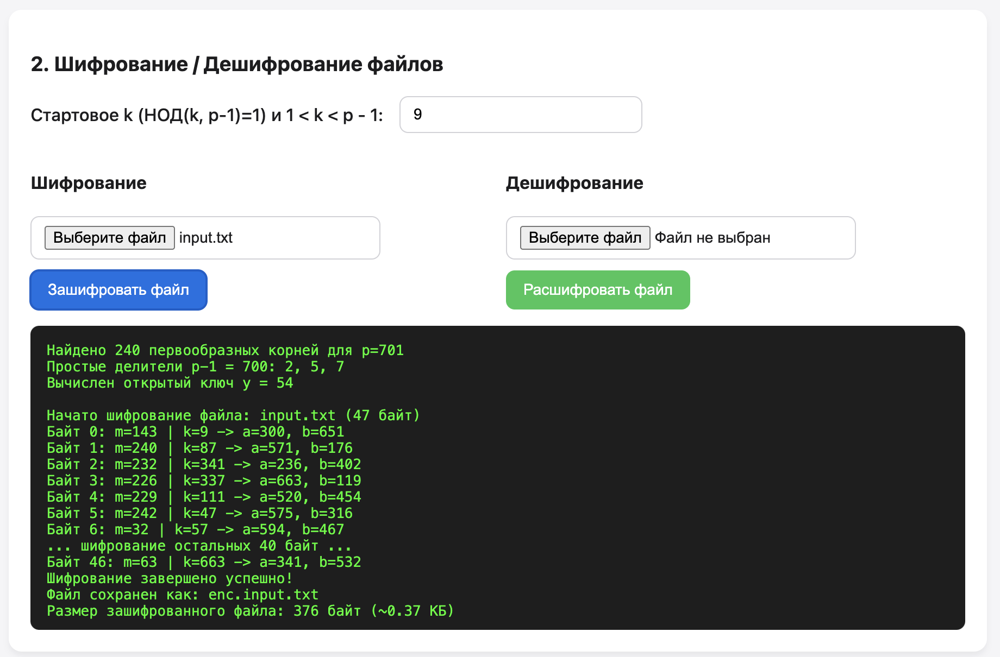 2. Шифрование / Дешифрование файлов
Стартовое k (НОД(k, p-1)=1) и 1 < k < p - 1:
9
Шифрование
Дешифрование
Выберите файл input.txt
Выберите файл Файл не выбран
Зашифровать файл
Расшифровать файл
Найдено 240 первообразных корней для p=701
Простые делители p-1 = 700: 2, 5, 7
Вычислен открытый ключ y = 54
Начато шифрование файла: input.txt (47 байт)
Байт 0: m=143 | k=9 -> a=300, b=651
Байт 1: m=240 | k=87 -> a=571, b=176
Байт 2: m=232 | k=341 -> a=236, b=402
Байт 3: m=226 | k=337 -> a=663, b=119
Байт 4: m=229 | k=111 -> a=520, b=454
Байт 5: m=242 | k=47 -> a=575, b=316
Байт 6: m=32 | k=57 -> a=594, b=467
... шифрование остальных 40 байт ...
Байт 46: m=63 | k=663 -> a=341, b=532
Шифрование завершено успешно!
Файл сохранен как: enc.input.txt
Размер зашифрованного файла: 376 байт (~0.37 КБ)